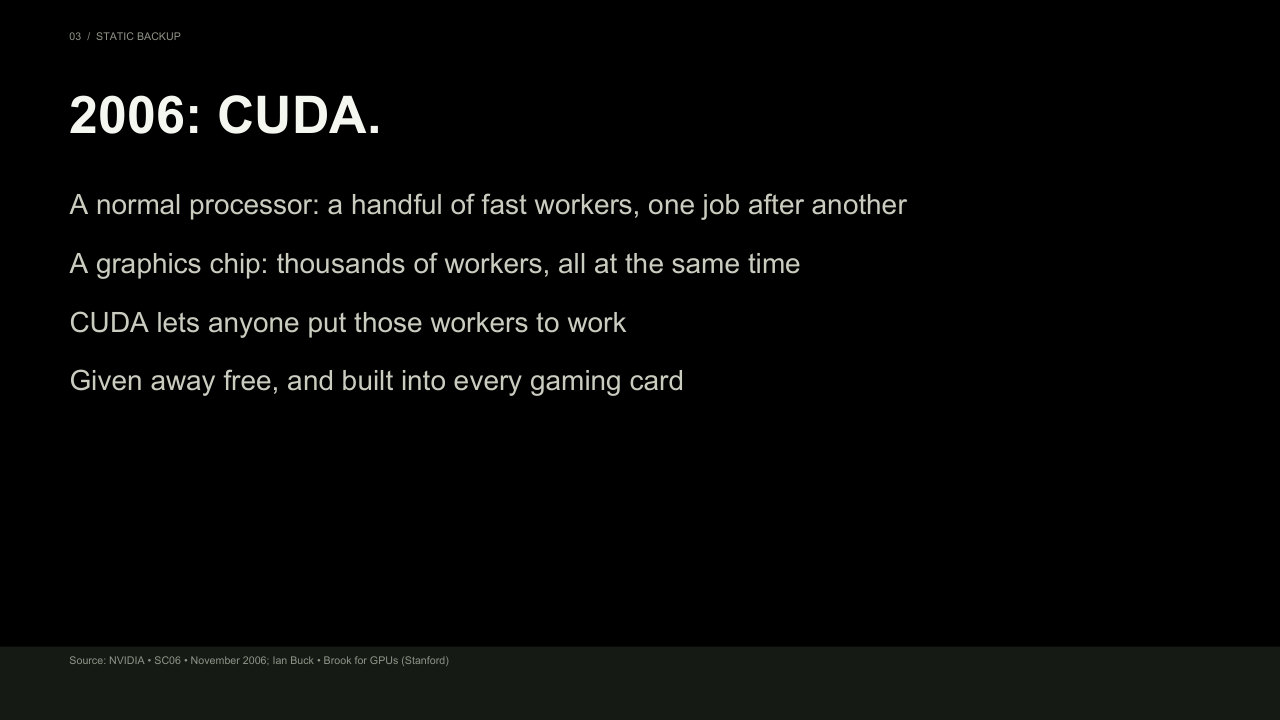 03 / STATIC BACKUP
2006: CUDA.
A normal processor: a handful of fast workers, one job after another
A graphics chip: thousands of workers, all at the same time
CUDA lets anyone put those workers to work
Given away free, and built into every gaming card
Source: NVIDIA • SC06 • November 2006; Ian Buck • Brook for GPUs (Stanford)